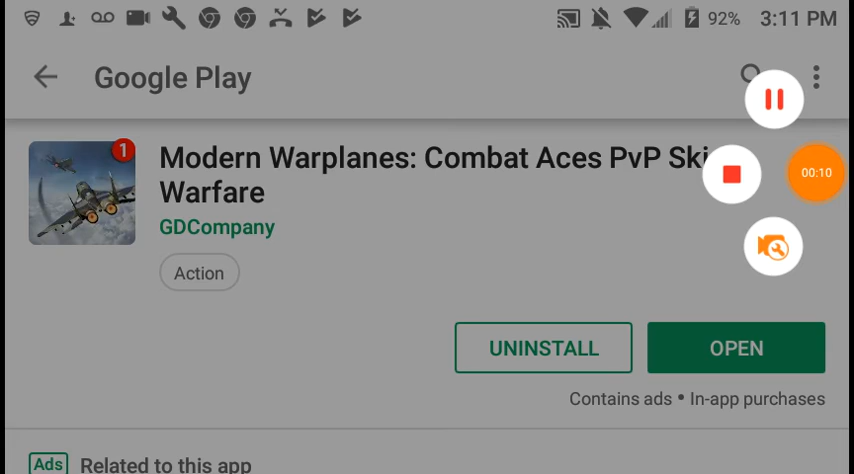 92% 3:11 PM
Google Play
1
Modern Warplanes: Combat Aces PvP Ski
Warfare
00:10
GDCompany
Action
UNINSTALL OPEN
Contains ads • In-app purchases
Ads Related to this app